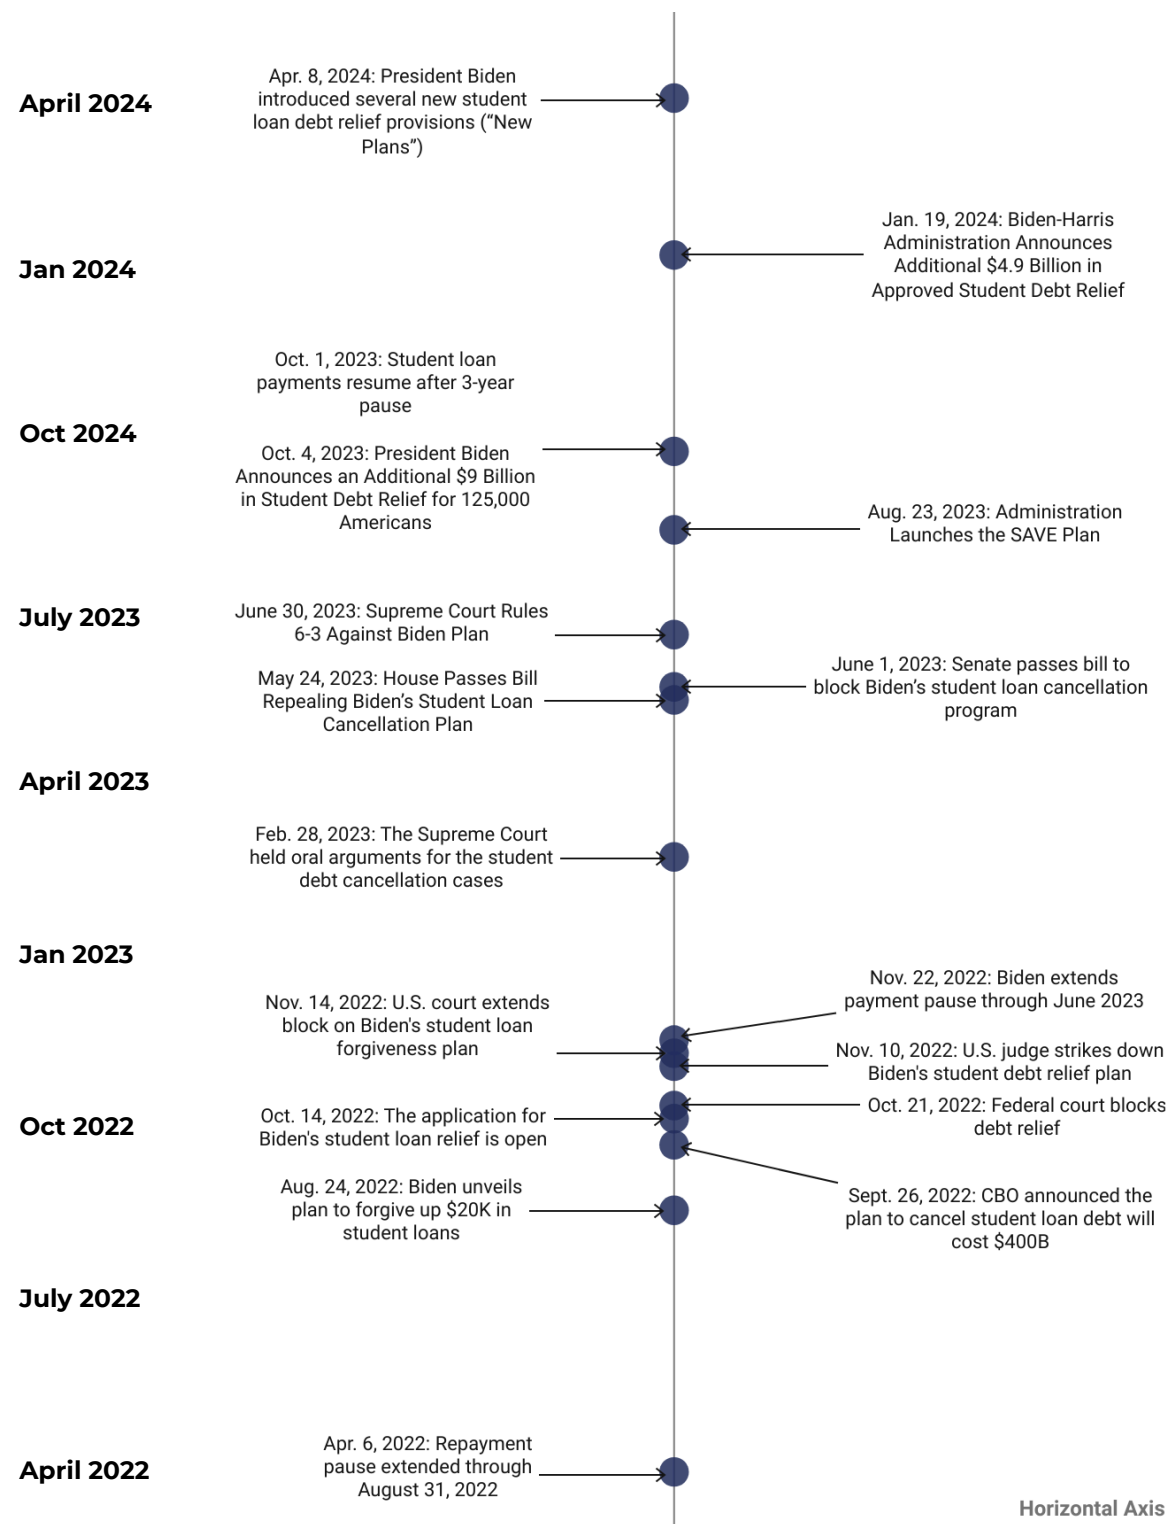 Apr. 8, 2024: President Biden
introduced several new student
loan debt relief provisions (“New
Plans”)
April 2024
Jan. 19, 2024: Biden-Harris
Administration Announces
Additional $4.9 Billion in
Approved Student Debt Relief
Jan 2024
Oct. 1, 2023: Student loan
payments resume after 3-year
pause
Oct 2024
Oct. 4, 2023: President Biden
Announces an Additional $9 Billion
in Student Debt Relief for 125,000
Americans
Aug. 23, 2023: Administration
Launches the SAVE Plan
July 2023
June 30, 2023: Supreme Court Rules
6-3 Against Biden Plan
June 1, 2023: Senate passes bill to
block Biden’s student loan cancellation
program
May 24, 2023: House Passes Bill
Repealing Biden’s Student Loan
Cancellation Plan
April 2023
Feb. 28, 2023: The Supreme Court
held oral arguments for the student
debt cancellation cases
Jan 2023
Nov. 22, 2022: Biden extends
payment pause through June 2023
Nov. 14, 2022: U.S. court extends
block on Biden's student loan
forgiveness plan
Nov. 10, 2022: U.S. judge strikes down
Biden's student debt relief plan
Oct. 21, 2022: Federal court blocks
debt relief
Oct 2022
Oct. 14, 2022: The application for
Biden's student loan relief is open
Aug. 24, 2022: Biden unveils
plan to forgive up $20K in
student loans
Sept. 26, 2022: CBO announced the
plan to cancel student loan debt will
cost $400B
July 2022
April 2022
Apr. 6, 2022: Repayment
pause extended through
August 31, 2022
Horizontal Axis